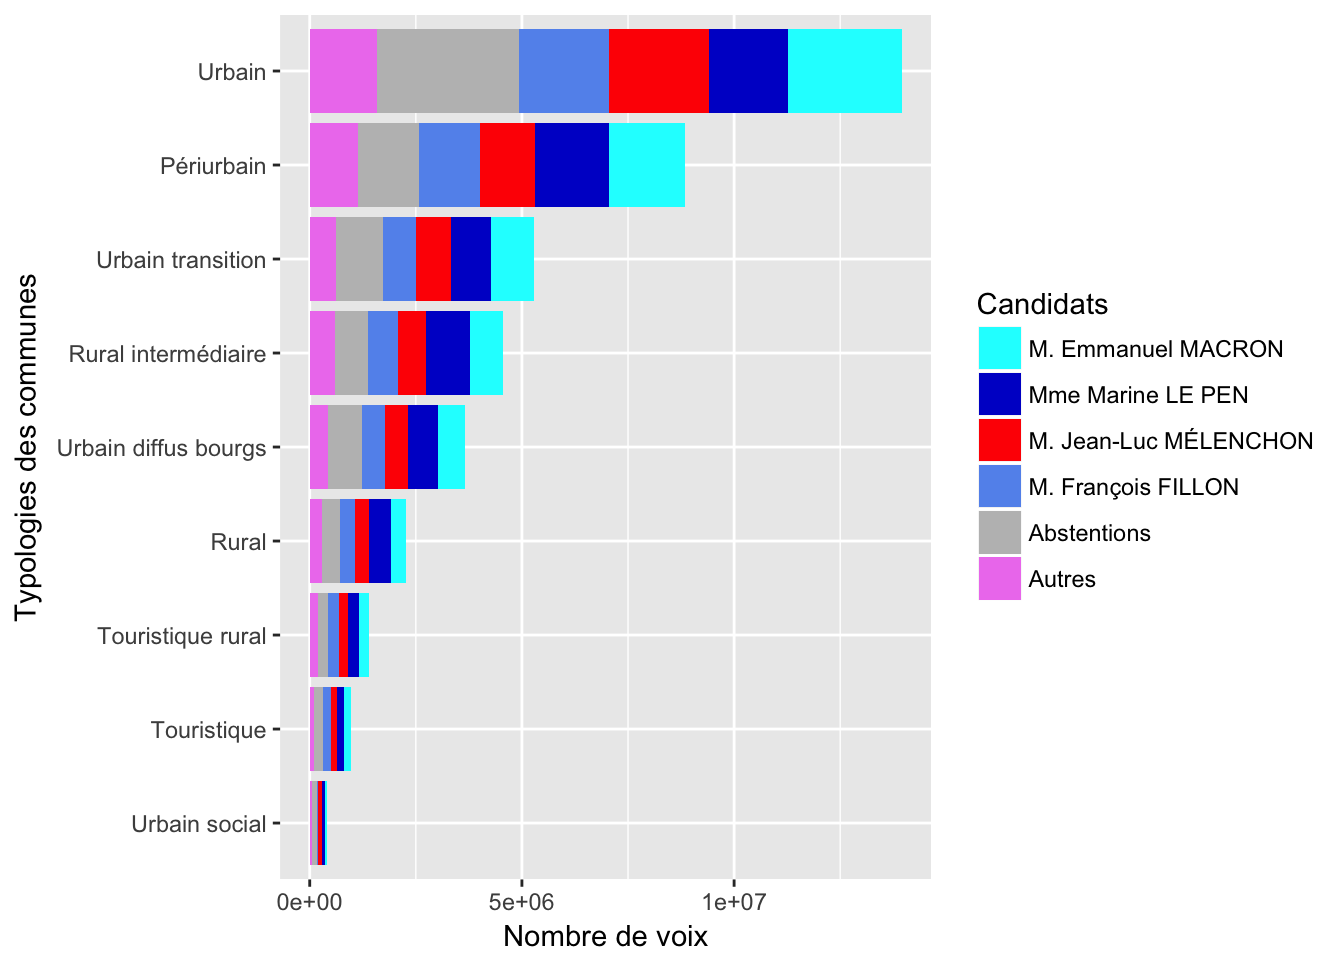 Urbain
Périurbain
Urbain transition
Rural intermédiaire
Urbain diffus bourgs
Rural
Touristique rural
Touristique
Urbain social
Typologies des communes
0e+00 5e+06 1e+07
Nombre de voix
Candidats
M. Emmanuel MACRON
Mme Marine LE PEN
M. Jean-Luc MÉLENCHON
M. François FILLON
Abstentions
Autres